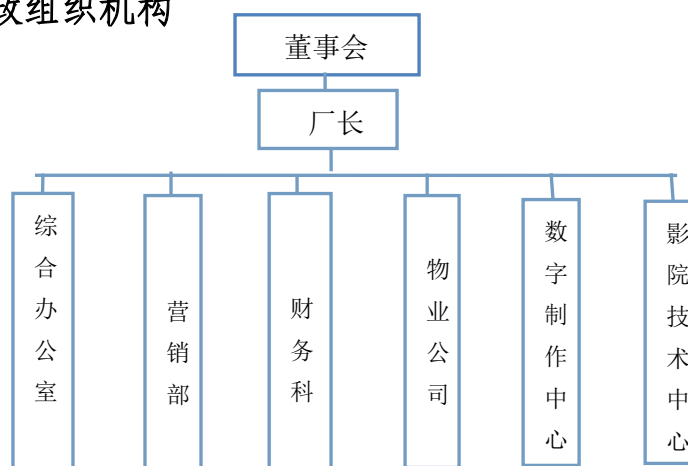 政组织机构
董事会
厂长
综合办公室
营销部
财务科
物业公司
数字制作中心
影院技术中心